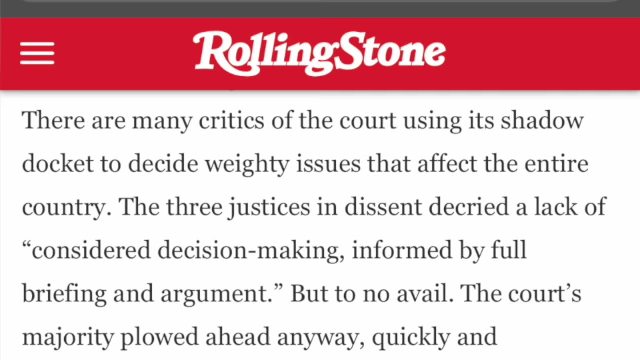 RollingStone
There are many critics of the court using its shadow
docket to decide weighty issues that affect the entire
country. The three justices in dissent decried a lack of
“considered decision-making, informed by full
briefing and argument.” But to no avail. The court’s
majority plowed ahead anyway, quickly and